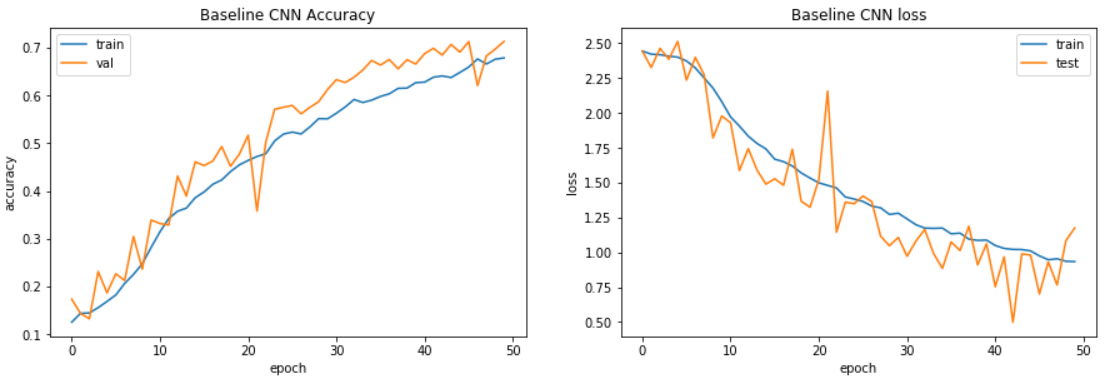 Baseline CNN Accuracy
train
val
accuracy
0.7
0.6
0.5
0.4
0.3
0.2
0.1
0 10 20 30 40 50
epoch
Baseline CNN loss
train
test
loss
2.50
2.25
2.00
1.75
1.50
1.25
1.00
0.75
0.50
0 10 20 30 40 50
epoch